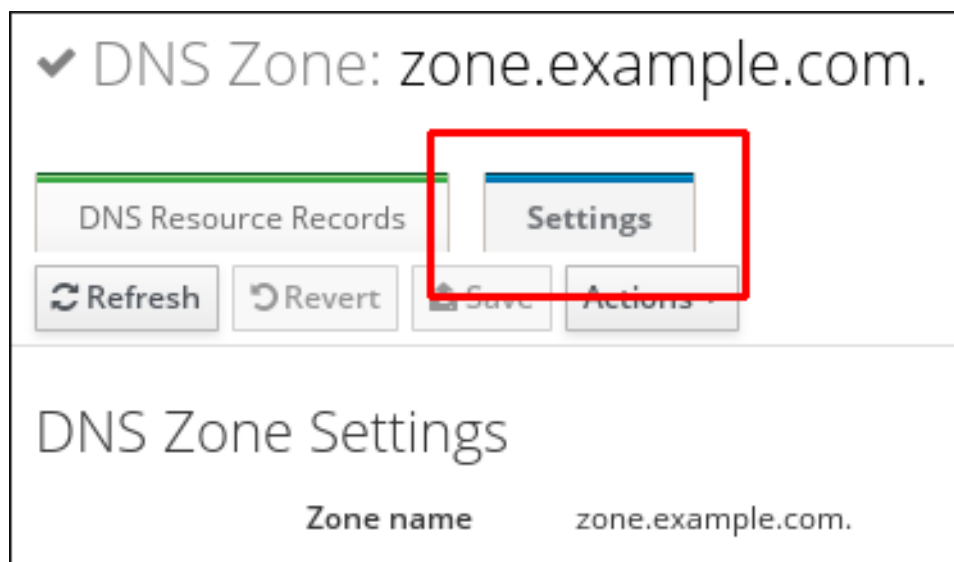 DNS Zone: zone.example.com.
DNS Resource Records Settings
Refresh Revert Save Actions
DNS Zone Settings
Zone name zone.example.com.